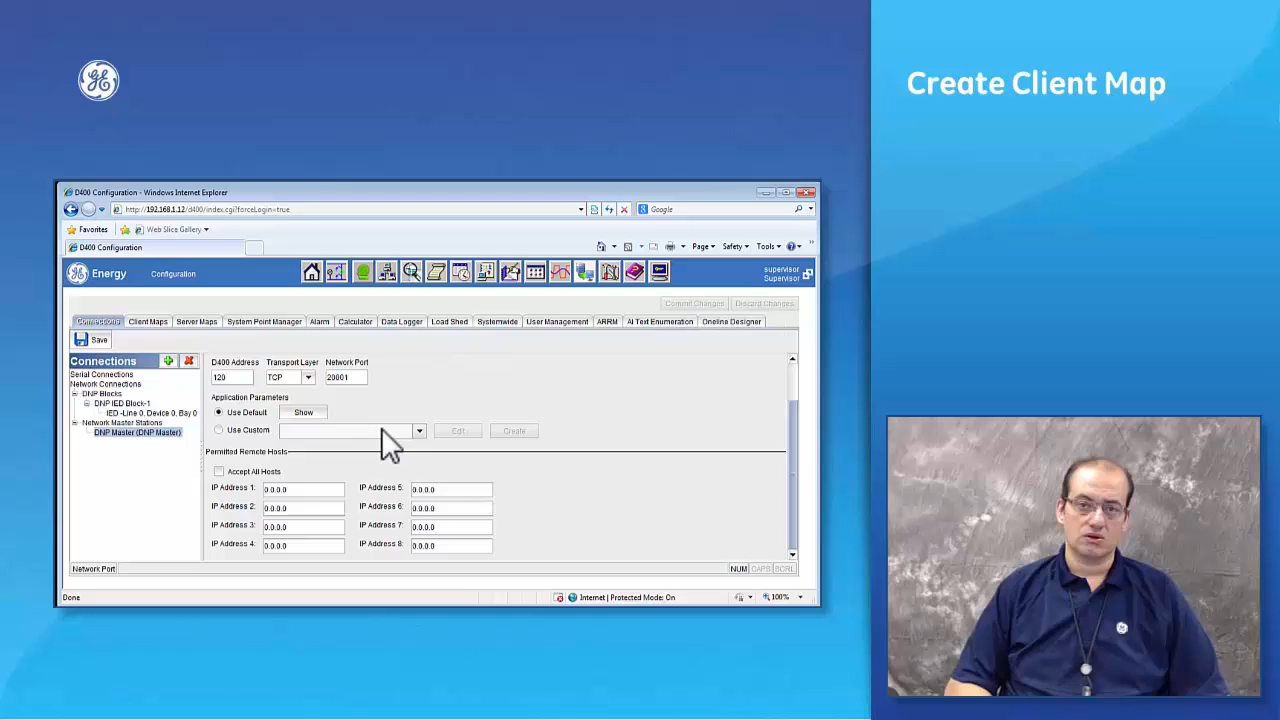 Create Client Map
D400 Configuration - Windows Internet Explorer
http://192.168.1.12/d400/index.cgi?forceLogin=true
Google
Favorites
Web Slice Gallery
D400 Configuration
Page
Safety
Tools
GE
Energy
Configuration
supervisor
Supervisor
Commit Changes
Discard Changes
Connections
Client Maps
Server Maps
System Point Manager
Alarm
Calculator
Data Logger
Load Shed
Systemwide
User Management
ARRM
AI Text Enumeration
Oneline Designer
Save
Connections
Serial Connections
Network Connections
DNP Blocks
DNP IED Block-1
IED -Line 0, Device 0, Bay 0
Network Master Stations
DNP Master (DNP Master)
D400 Address
Transport Layer
Network Port
120
TCP
20001
Application Parameters
Use Default
Show
Use Custom
Edit
Create
Permitted Remote Hosts
Accept All Hosts
IP Address 1:
0.0.0.0
IP Address 5:
0.0.0.0
IP Address 2:
0.0.0.0
IP Address 6:
0.0.0.0
IP Address 3:
0.0.0.0
IP Address 7:
0.0.0.0
IP Address 4:
0.0.0.0
IP Address 8:
0.0.0.0
Network Port
NUM
CAPS
SCRL
Done
Internet | Protected Mode: On
100%